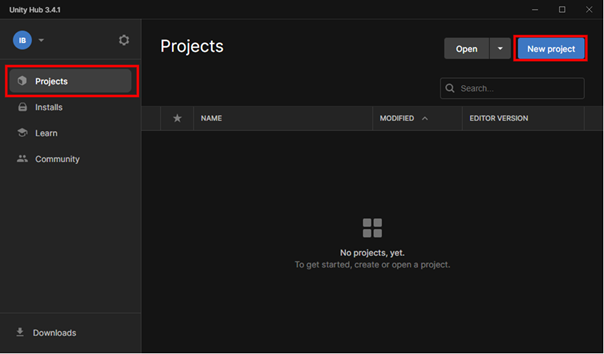 Unity Hub 3.4.1
IB
Projects
Installs
Learn
Community
Downloads
Projects
Open
New project
Search...
NAME
MODIFIED
EDITOR VERSION
No projects, yet.
To get started, create or open a project.